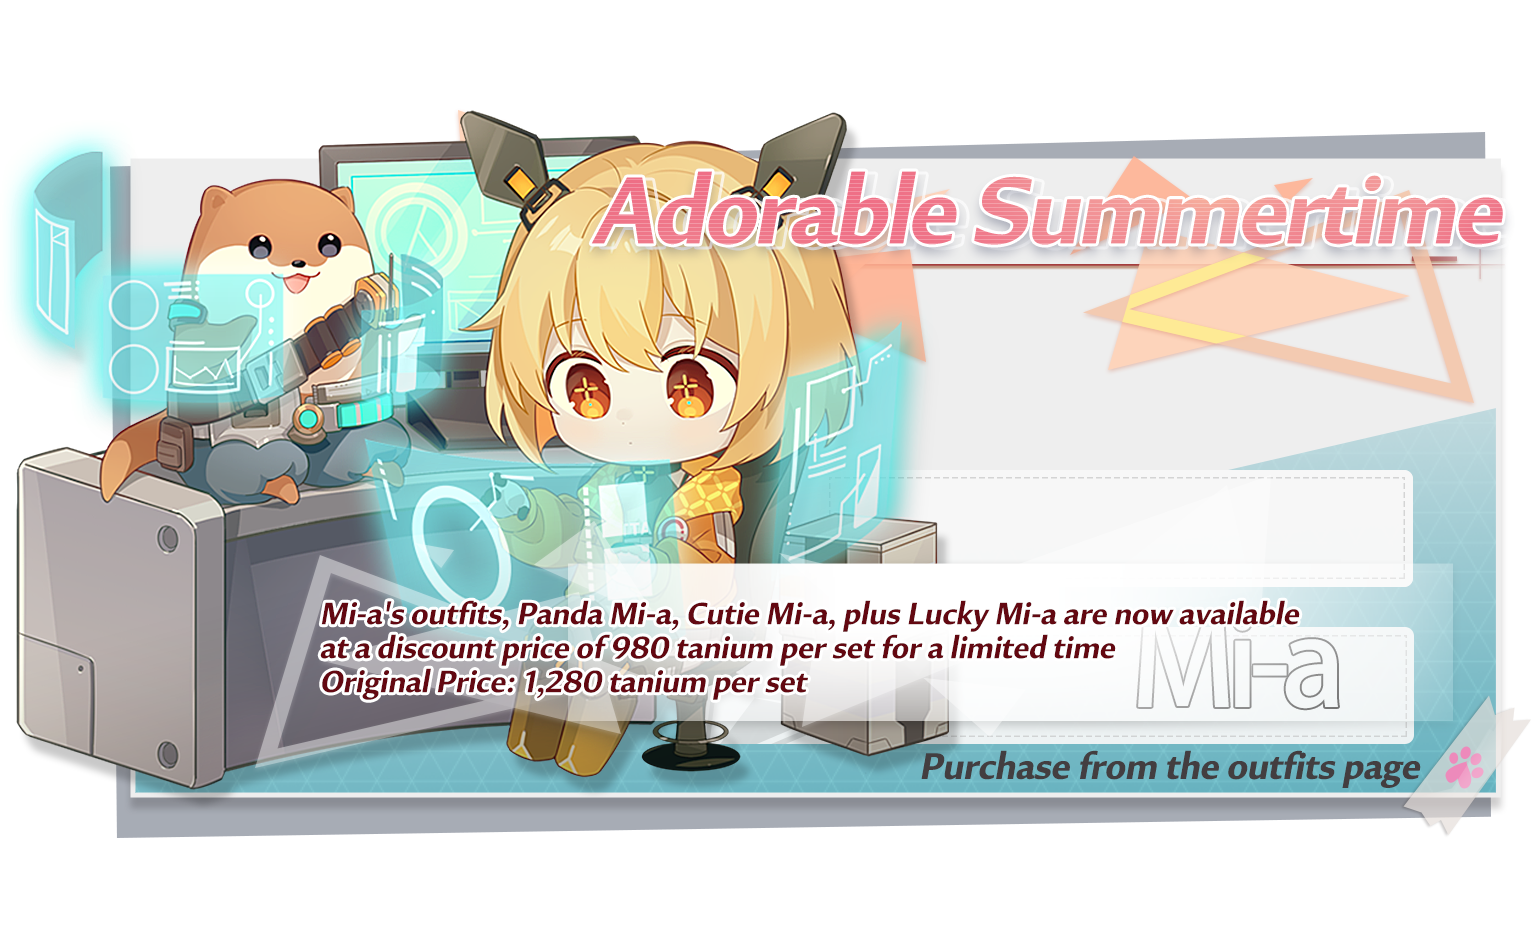 Adorable Summertime
Mi-a's outfits, Panda Mi-a, Cutie Mi-a, plus Lucky Mi-a are now available
at a discount price of 980 tanium per set for a limited time
Original Price: 1,280 tanium per set
Mi-a
Purchase from the outfits page